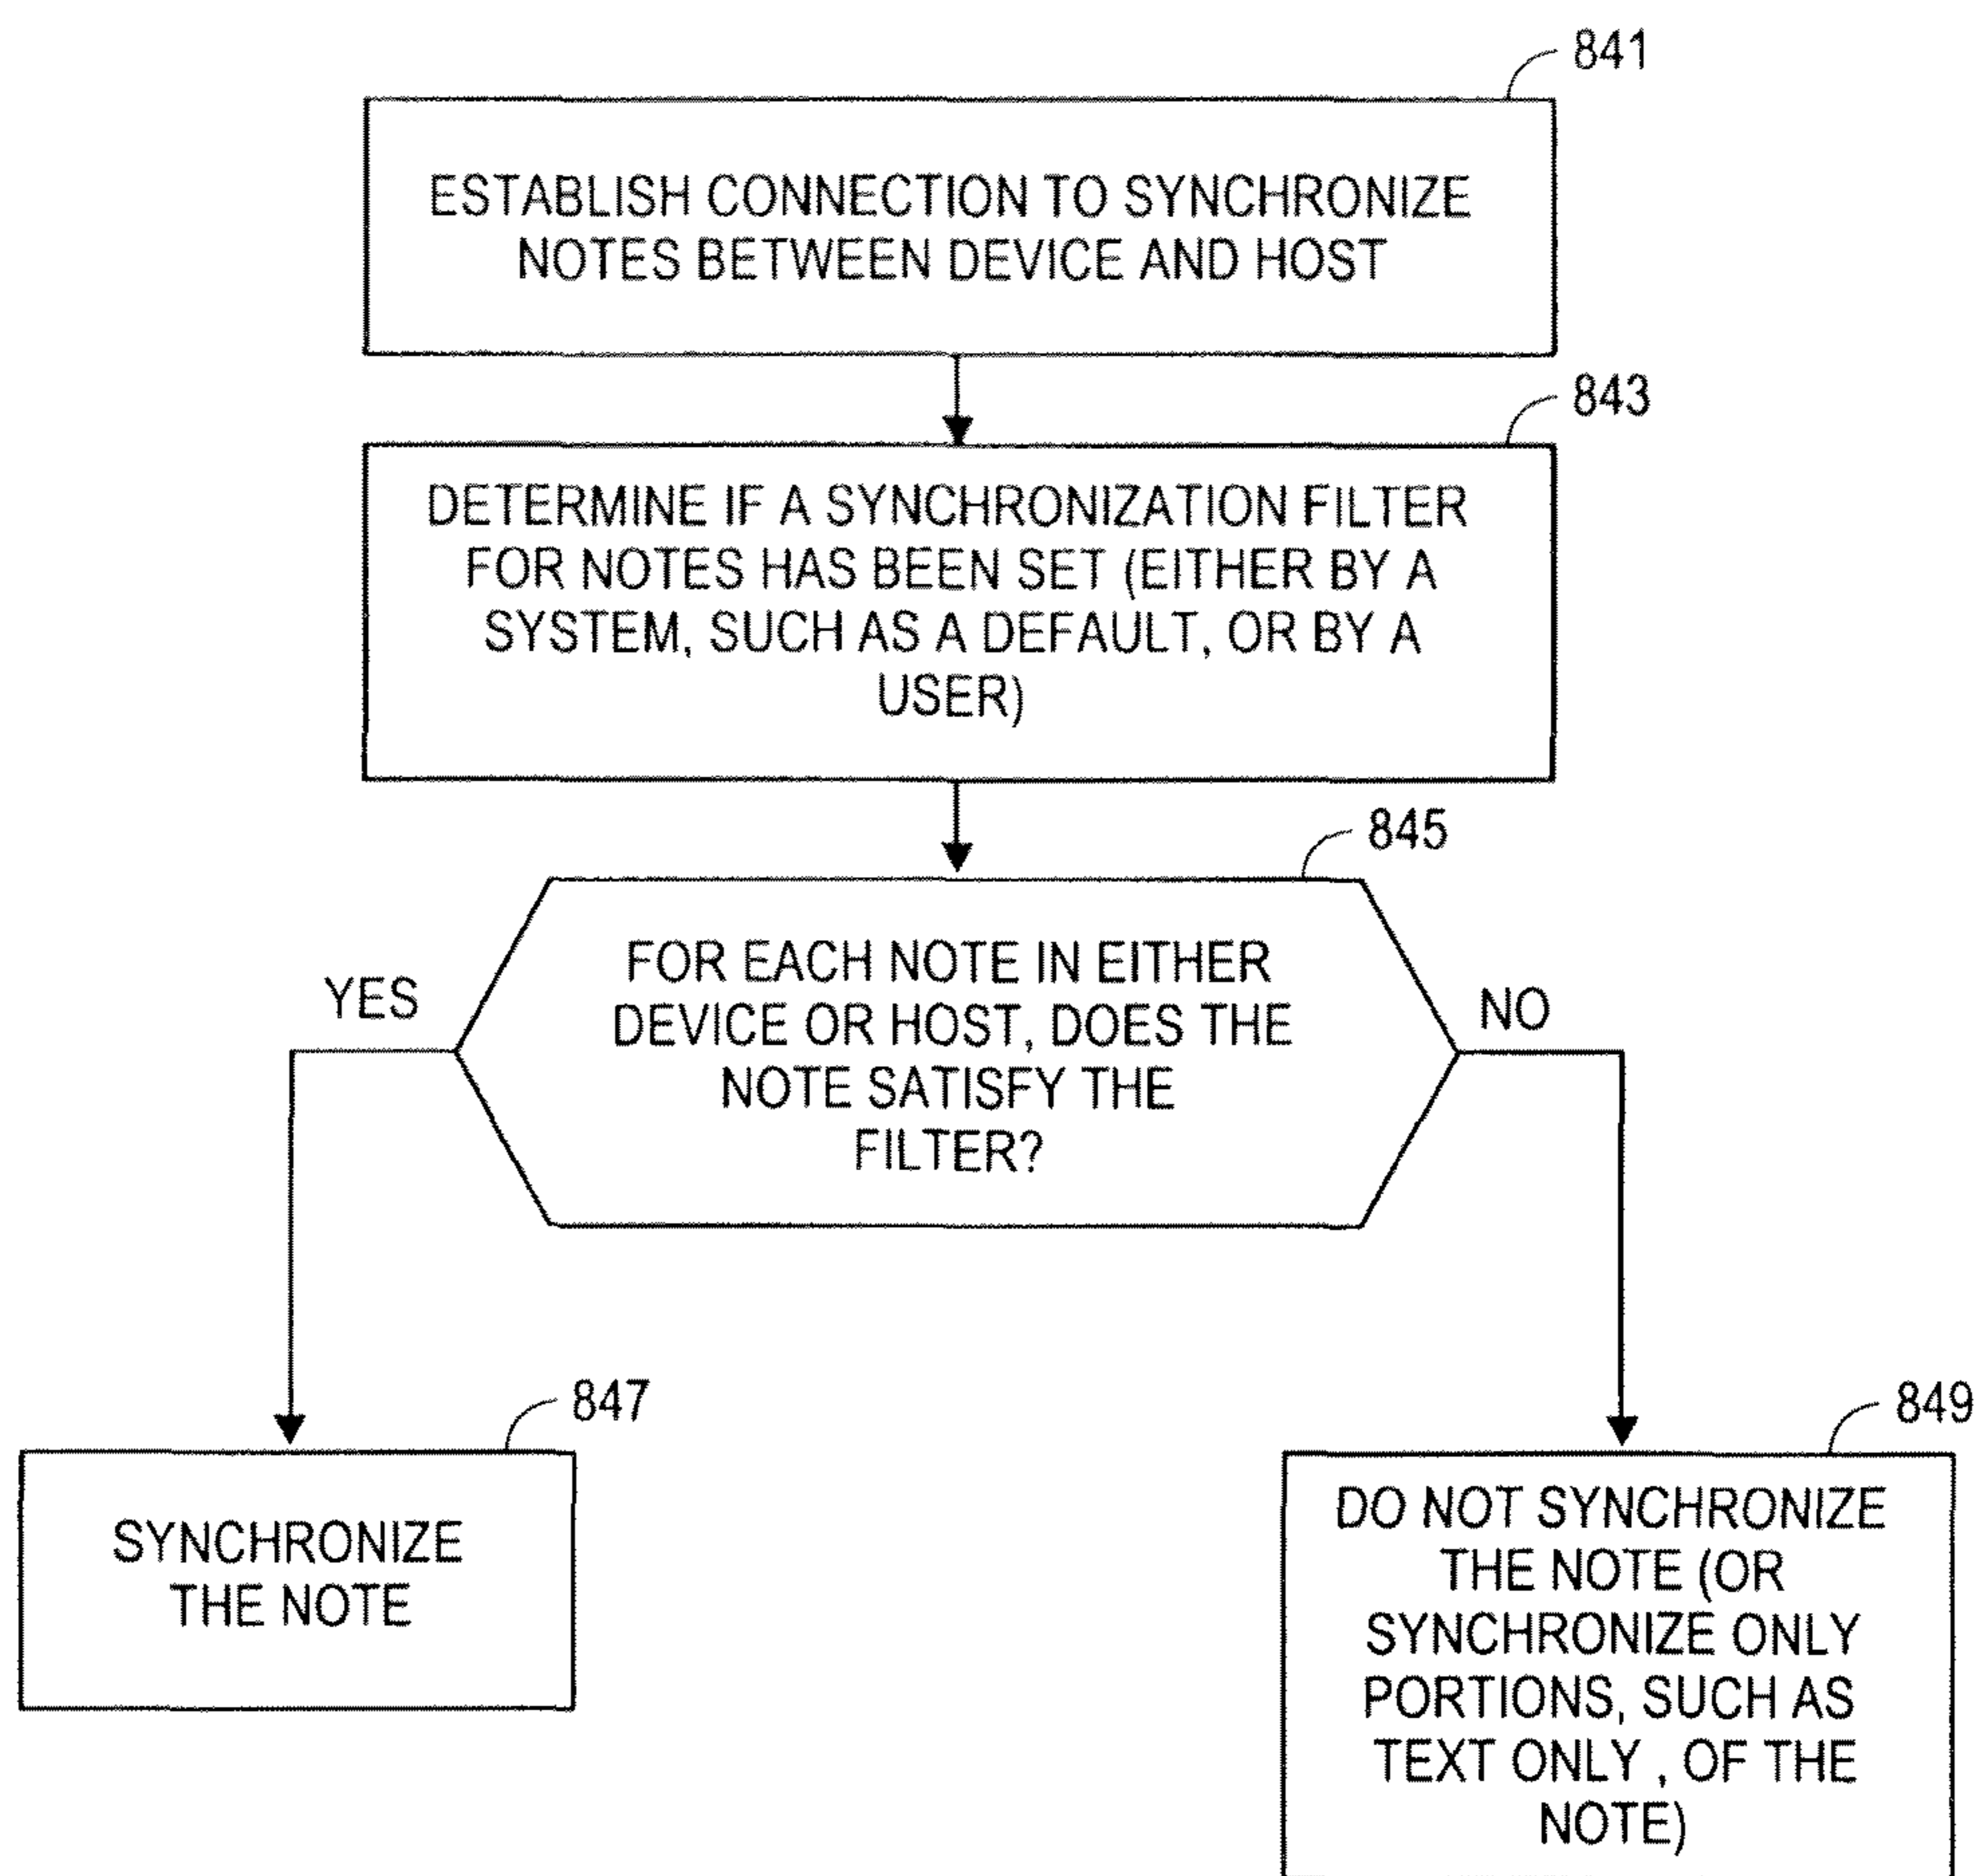 841
ESTABLISH CONNECTION TO SYNCHRONIZE
NOTES BETWEEN DEVICE AND HOST
843
DETERMINE IF A SYNCHRONIZATION FILTER
FOR NOTES HAS BEEN SET (EITHER BY A
SYSTEM, SUCH AS A DEFAULT, OR BY A
USER)
845
FOR EACH NOTE IN EITHER
DEVICE OR HOST, DOES THE
NOTE SATISFY THE
FILTER?
YES
NO
847
SYNCHRONIZE
THE NOTE
849
DO NOT SYNCHRONIZE
THE NOTE (OR
SYNCHRONIZE ONLY
PORTIONS, SUCH AS
TEXT ONLY , OF THE
NOTE)